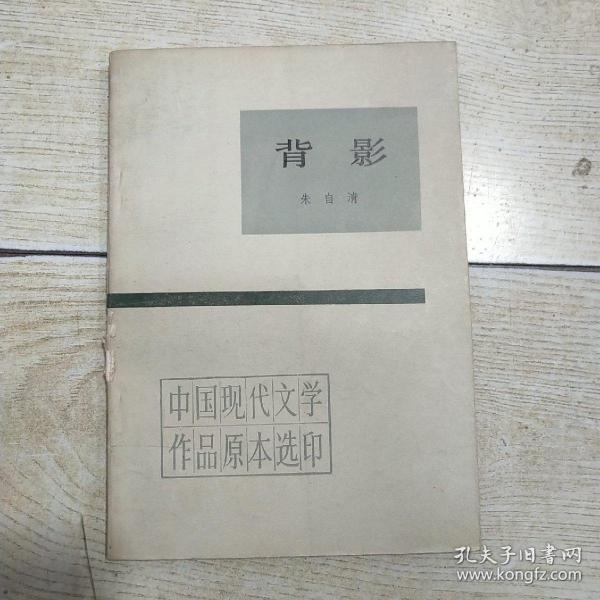 背影
朱自清
中国现代文学
作品原本选印
孔夫子旧书网
www.kongfz.com